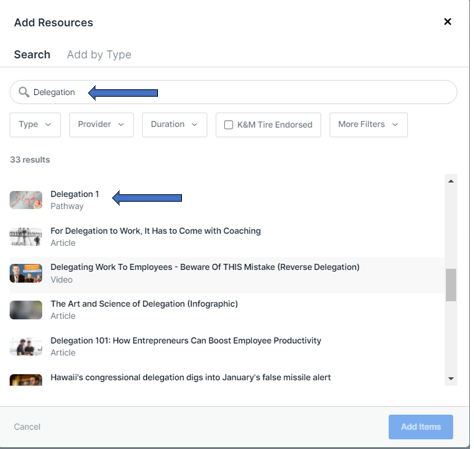 Add Resources
Search Add by Type
Delegation
Type Provider Duration K&M Tire Endorsed More Filters
33 results
Delegation 1
Pathway
For Delegation to Work, It Has to Come with Coaching
Article
Delegating Work To Employees - Beware Of THIS Mistake (Reverse Delegation)
Video
The Art and Science of Delegation (Infographic)
Article
Delegation 101: How Entrepreneurs Can Boost Employee Productivity
Article
Hawaii's congressional delegation digs into January's false missile alert
Cancel Add Items